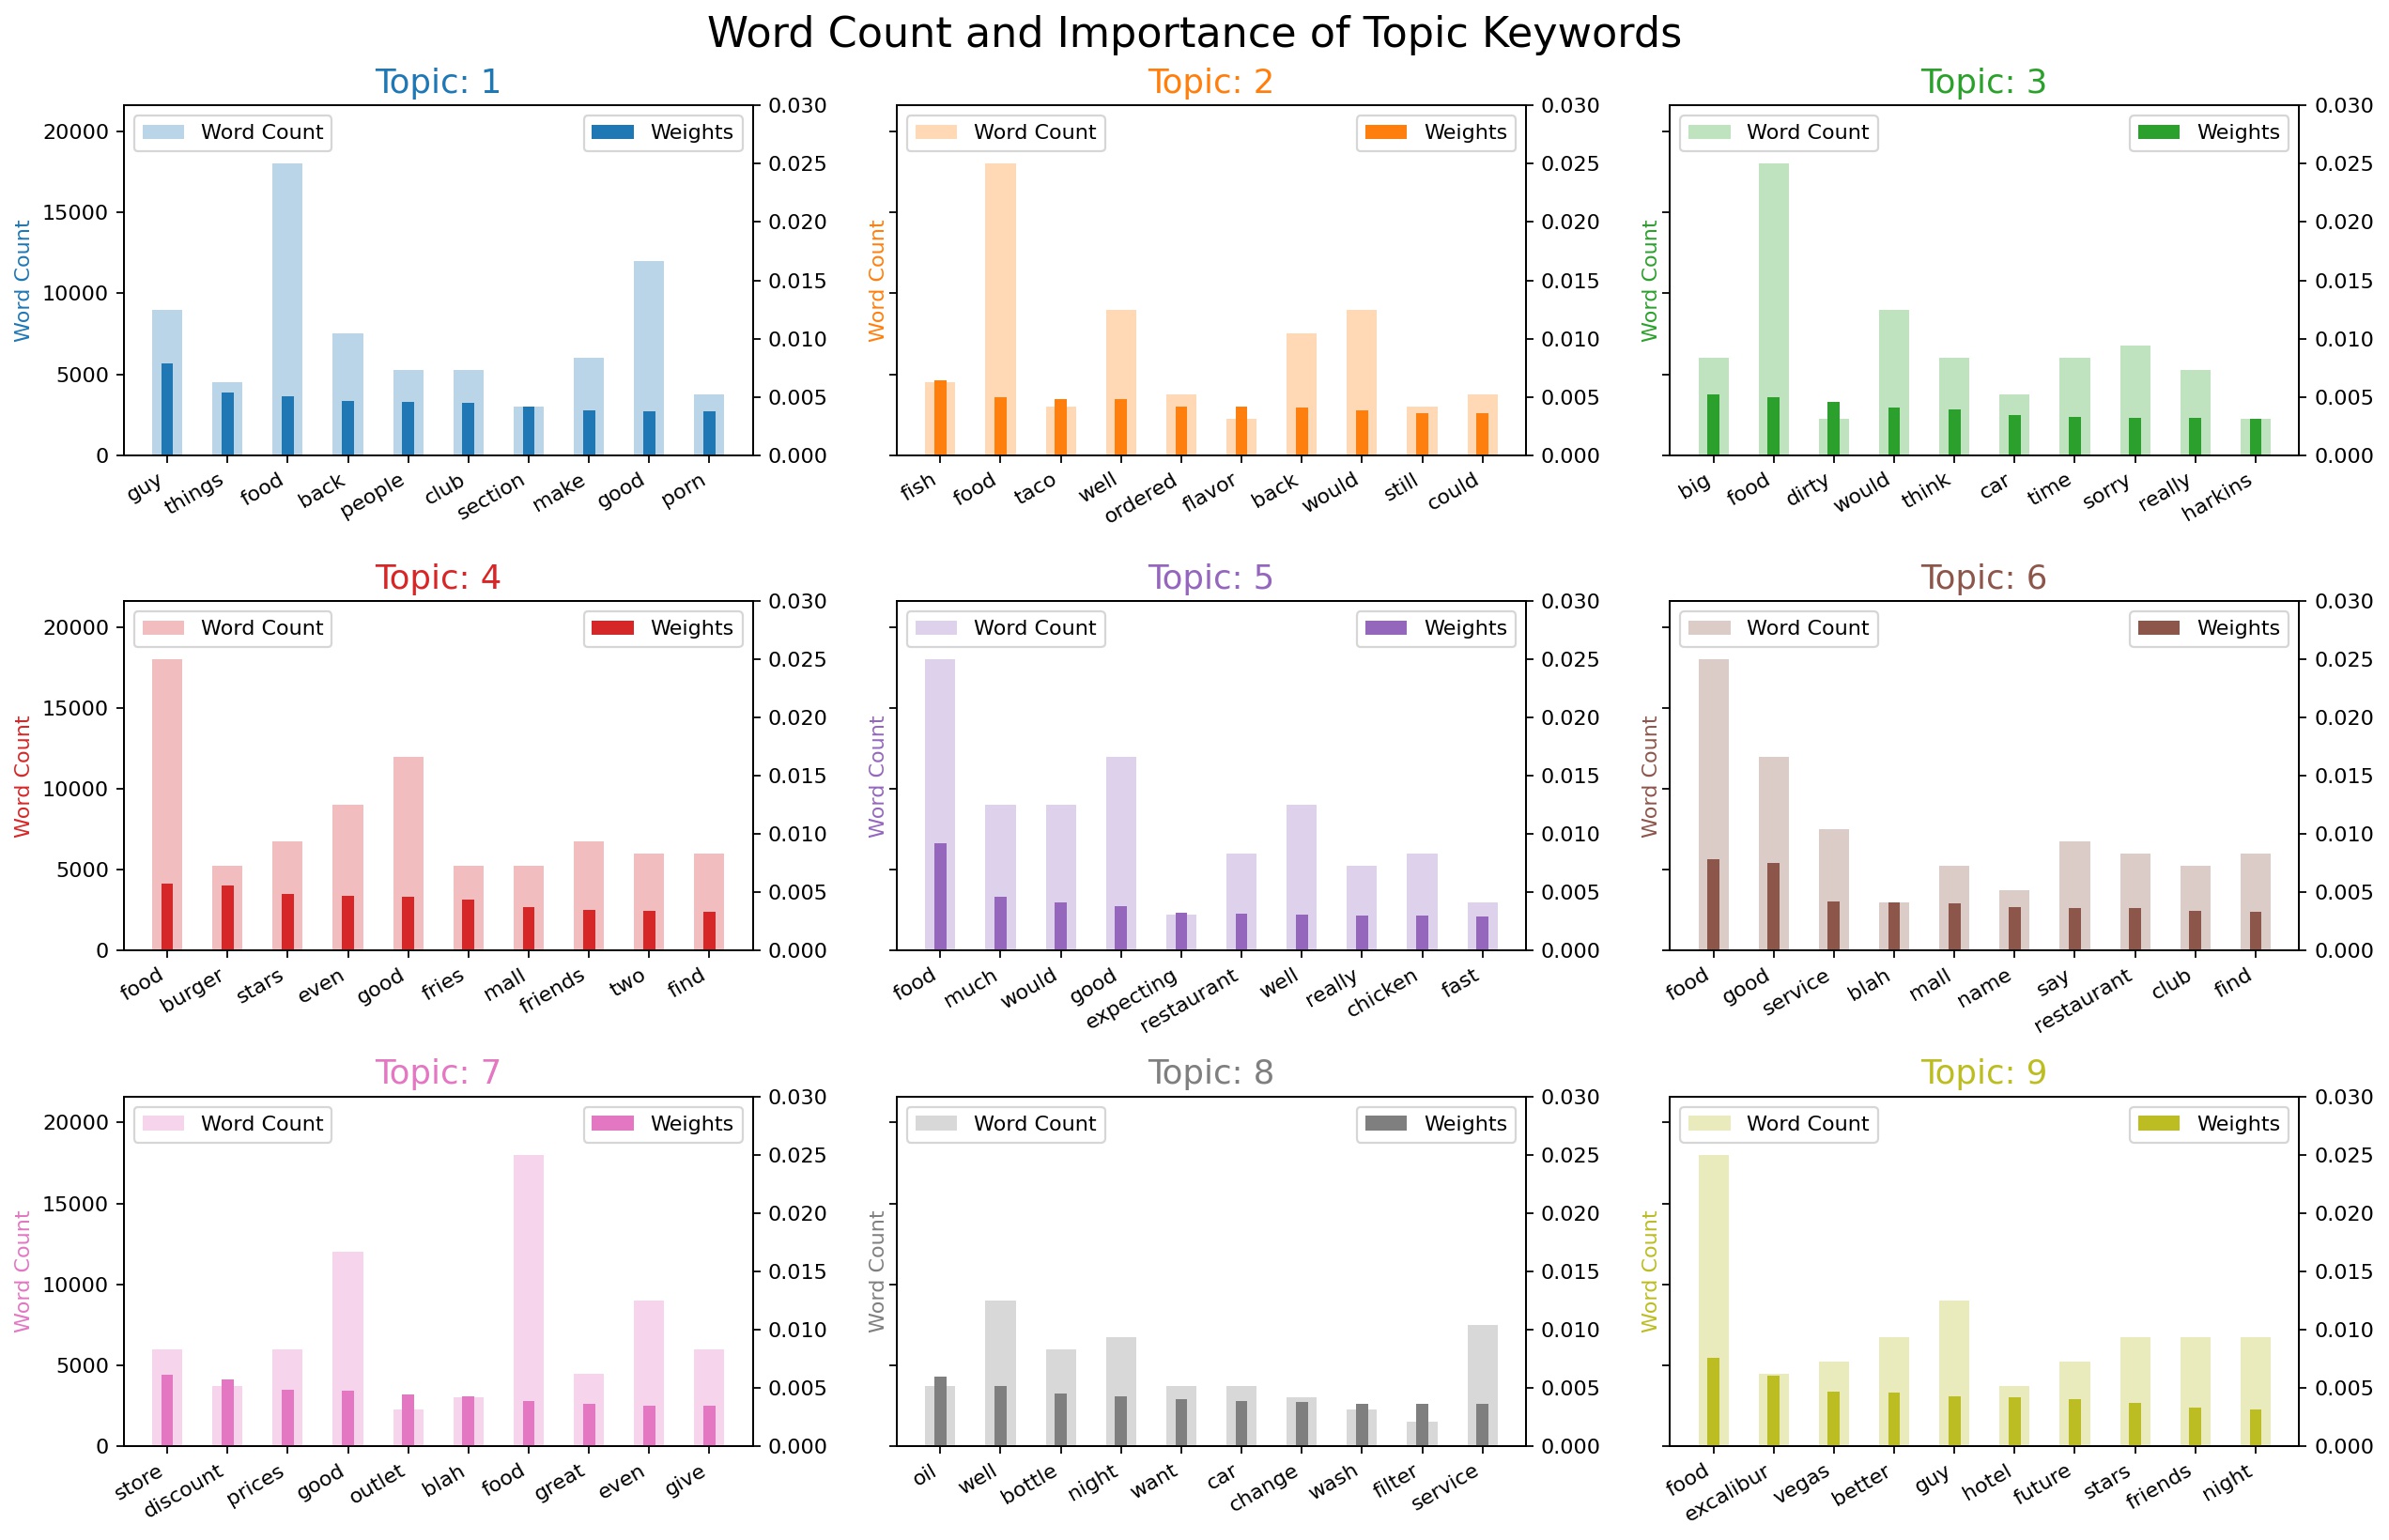 Word Count and Importance of Topic Keywords
Topic: 1
Word Count
Weights
Word Count
20000
15000
10000
5000
0
0.030
0.025
0.020
0.015
0.010
0.005
0.000
guy things food back people club section make good porn
Topic: 2
Word Count
Weights
Word Count
0.030
0.025
0.020
0.015
0.010
0.005
0.000
fish food taco well ordered flavor back would still could
Topic: 3
Word Count
Weights
Word Count
0.030
0.025
0.020
0.015
0.010
0.005
0.000
big food dirty would think car time sorry really harkins
Topic: 4
Word Count
Weights
Word Count
20000
15000
10000
5000
0
0.030
0.025
0.020
0.015
0.010
0.005
0.000
food burger stars even good fries mall friends two find
Topic: 5
Word Count
Weights
Word Count
0.030
0.025
0.020
0.015
0.010
0.005
0.000
food much would good expecting restaurant well really chicken fast
Topic: 6
Word Count
Weights
Word Count
0.030
0.025
0.020
0.015
0.010
0.005
0.000
food good service blah mall name say restaurant club find
Topic: 7
Word Count
Weights
Word Count
20000
15000
10000
5000
0
0.030
0.025
0.020
0.015
0.010
0.005
0.000
store discount prices good outlet blah food great even give
Topic: 8
Word Count
Weights
Word Count
0.030
0.025
0.020
0.015
0.010
0.005
0.000
oil well bottle night want car change wash filter service
Topic: 9
Word Count
Weights
Word Count
0.030
0.025
0.020
0.015
0.010
0.005
0.000
food excalibur vegas better guy hotel future stars friends night